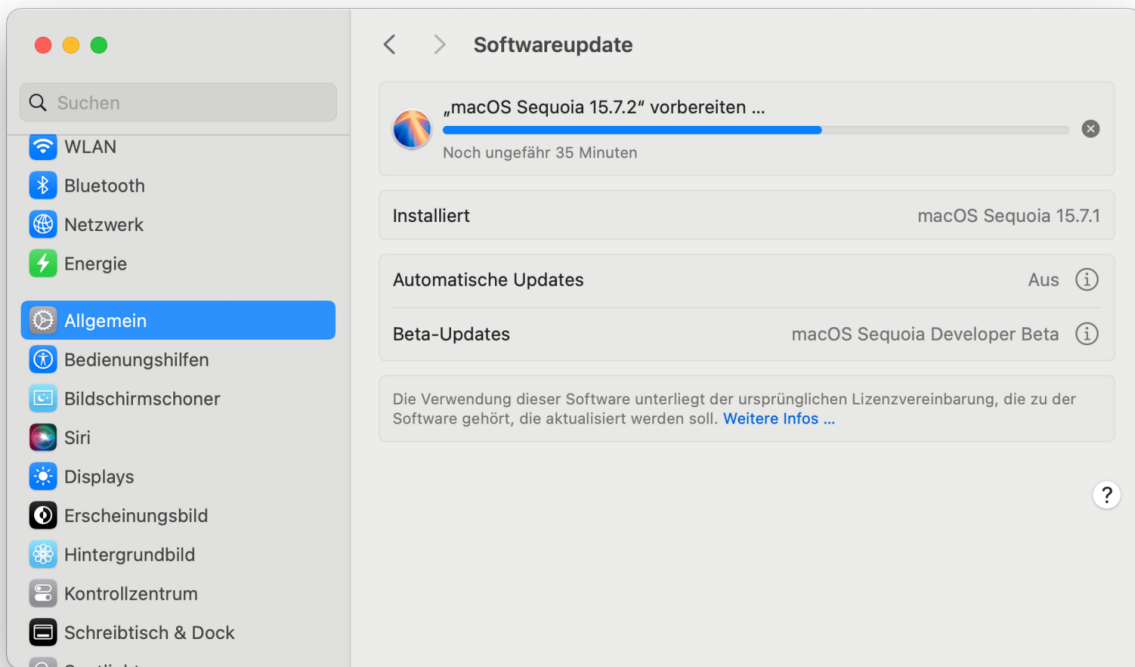 Suchen
WLAN
Bluetooth
Netzwerk
Energie
Allgemein
Bedienungshilfen
Bildschirmschoner
Siri
Displays
Erscheinungsbild
Hintergrundbild
Kontrollzentrum
Schreibtisch & Dock
Softwareupdate
„macOS Sequoia 15.7.2“ vorbereiten ...
Noch ungefähr 35 Minuten
Installiert macOS Sequoia 15.7.1
Automatische Updates Aus
Beta-Updates macOS Sequoia Developer Beta
Die Verwendung dieser Software unterliegt der ursprünglichen Lizenzvereinbarung, die zu der
Software gehört, die aktualisiert werden soll. Weitere Infos ...
?